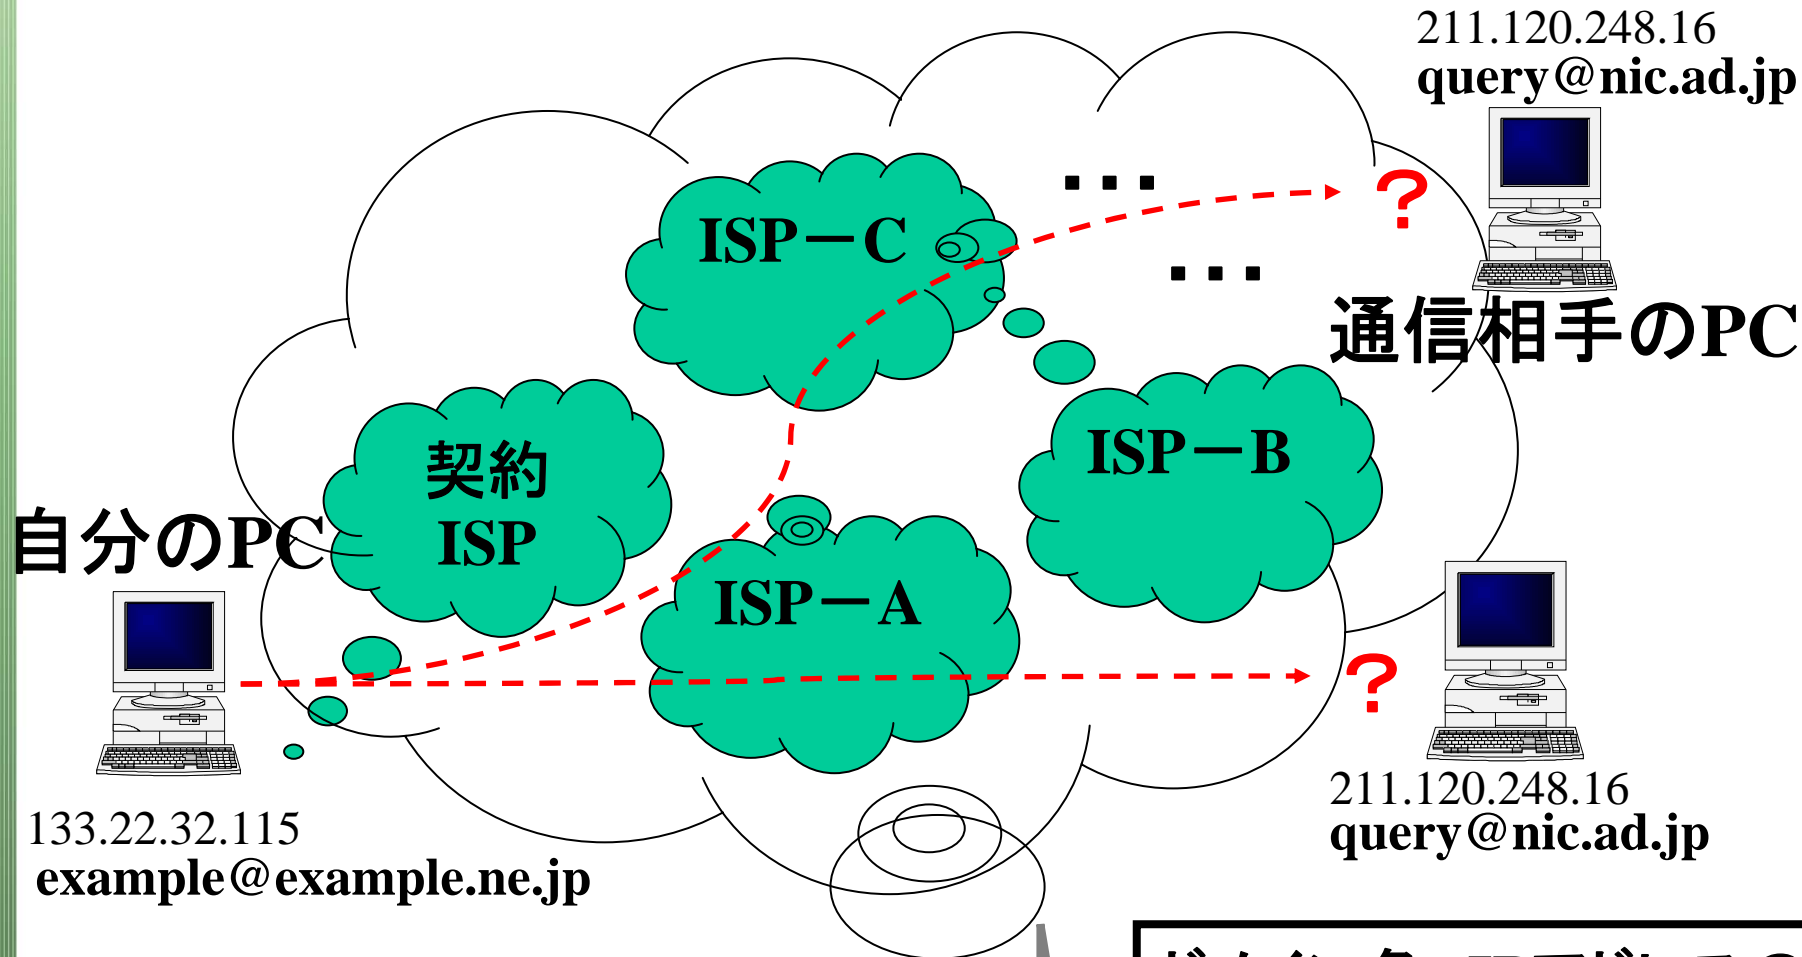 211.120.248.16
query@nic.ad.jp
...
?
ISP－C
...
通信相手のPC
契約
ISP
ISP－B
自分のPC
ISP－A
?
211.120.248.16
query@nic.ad.jp
133.22.32.115
example@example.ne.jp